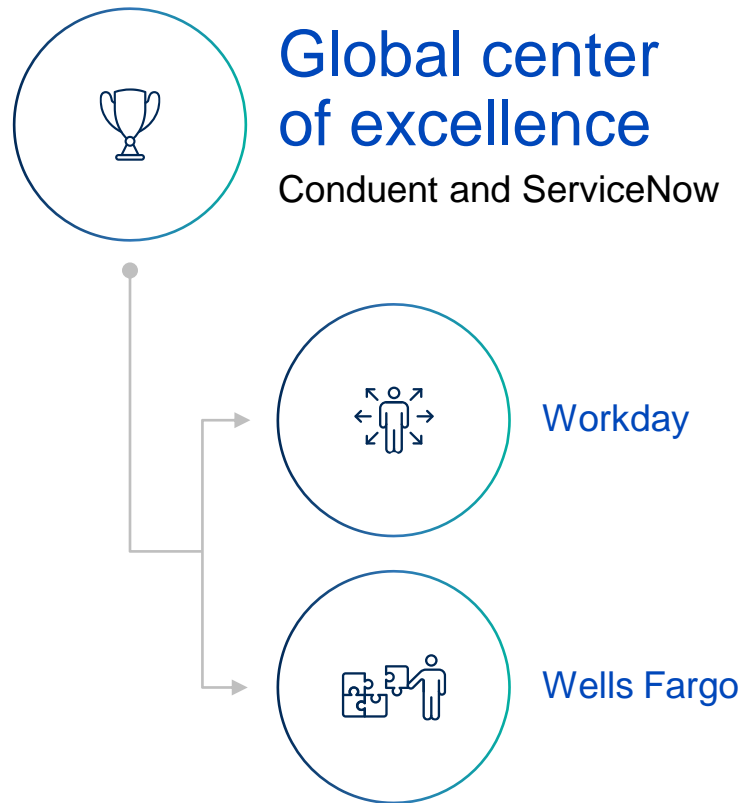 Global center
of excellence
Conduent and ServiceNow
Workday
Wells Fargo